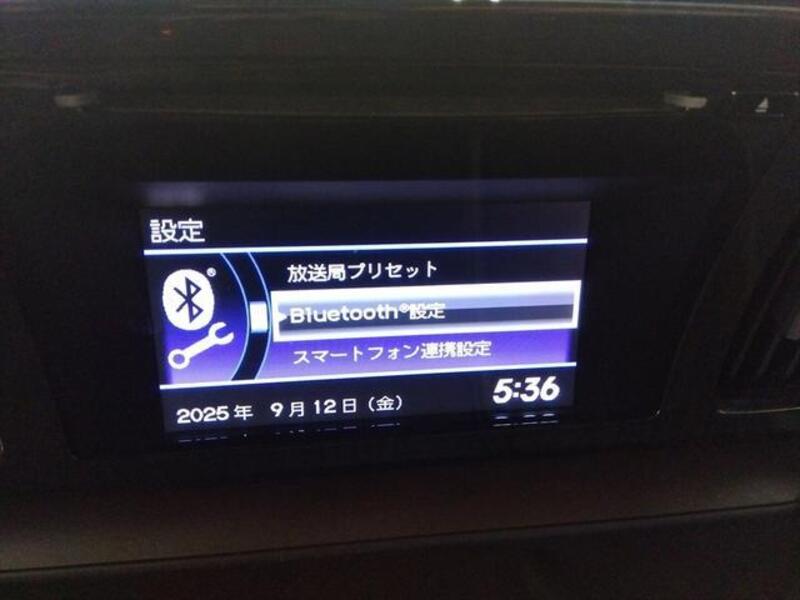 設定
放送局プリセット
Bluetooth®設定
スマートフォン連携設定
2025年 9月12日（金）
5:36